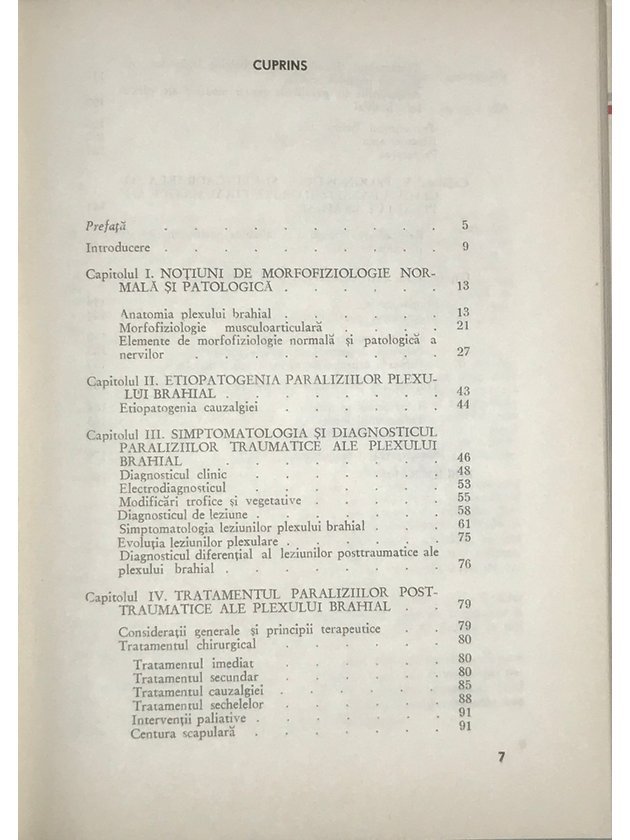 CUPRINS
Prefață . . . . . . . . . . 5
Introducere . . . . . . . . . . 9
Capitolul I. NOȚIUNI DE MORFOFIZIOLOGIE NOR-
MALĂ ȘI PATOLOGICĂ . . . . . . 13
Anatomia plexului brahial . . . . . . 13
Morfofiziologie musculoarticulară . . . . 21
Elemente de morfofiziologie normală și patologică a
nervilor . . . . . . . . . 27
Capitolul II. ETIOPATOGENIA PARALIZIILOR PLEXU-
LUI BRAHIAL . . . . . . . . 43
Etiopatogenia cauzalgiei . . . . . . 44
Capitolul III. SIMPTOMATOLOGIA ȘI DIAGNOSTICUL
PARALIZIILOR TRAUMATICE ALE PLEXULUI
BRAHIAL . . . . . . . . 46
Diagnosticul clinic . . . . . . . 48
Electrodiagnosticul . . . . . . . 53
Modificări trofice și vegetative . . . . . 55
Diagnosticul de leziune . . . . . . . 58
Simptomatologia leziunilor plexului brahial . . . 61
Evoluția leziunilor plexulare . . . . . . 75
Diagnosticul diferențial al leziunilor posttraumatice ale
plexului brahial . . . . . . . . 76
Capitolul IV. TRATAMENTUL PARALIZIILOR POST-
TRAUMATICE ALE PLEXULUI BRAHIAL . . 79
Considerații generale și principii terapeutice . . 79
Tratamentul chirurgical . . . . . . 80
Tratamentul imediat . . . . . . 80
Tratamentul secundar . . . . . . 80
Tratamentul cauzalgiei . . . . . . 85
Tratamentul sechelelor . . . . . . 88
Intervenții paliative . . . . . . . 91
Centura scapulară . . . . . . . 91
7